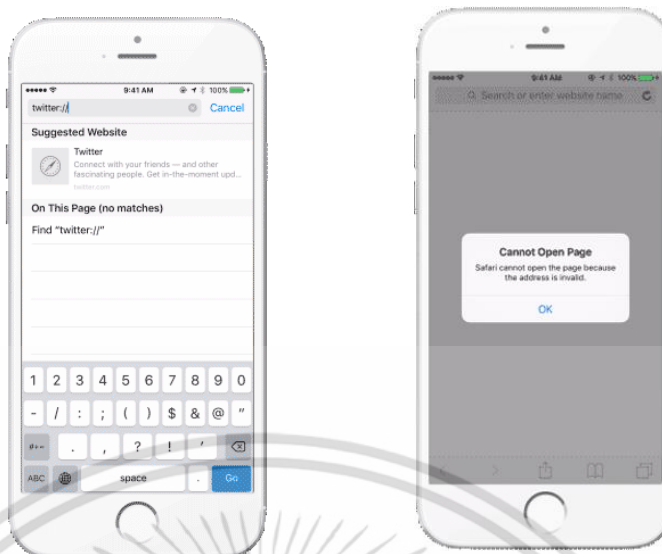 9:41 AM
100%
twitter://
Cancel
Suggested Website
Twitter
Connect with your friends — and other
fascinating people. Get in-the-moment upd...
twitter.com
On This Page (no matches)
Find “twitter://”
1 2 3 4 5 6 7 8 9 0
- / : ; ( ) $ & @ "
#+= . , ? ! '
ABC space . Go
9:41 AM
100%
Search or enter website name
Cannot Open Page
Safari cannot open the page because
the address is invalid.
OK